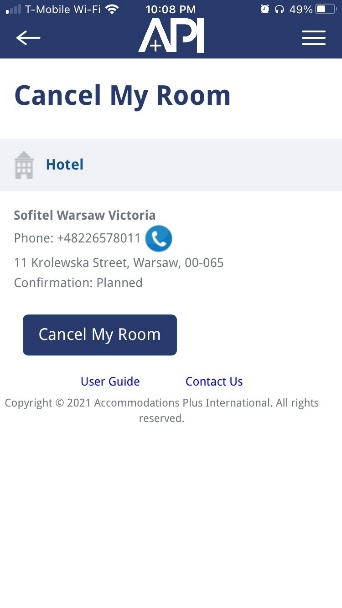 T-Mobile Wi-Fi 10:08 PM 49%
A+PI
Cancel My Room
Hotel
Sofitel Warsaw Victoria
Phone: +48226578011
11 Krolewska Street, Warsaw, 00-065
Confirmation: Planned
Cancel My Room
User Guide Contact Us
Copyright © 2021 Accommodations Plus International. All rights
reserved.